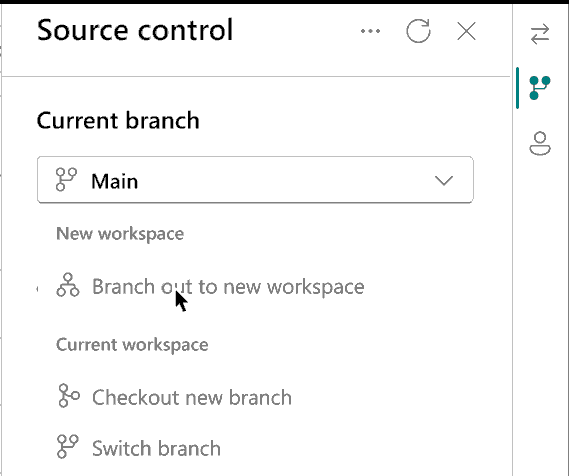 Source control
Current branch
Main
New workspace
Branch out to new workspace
Current workspace
Checkout new branch
Switch branch